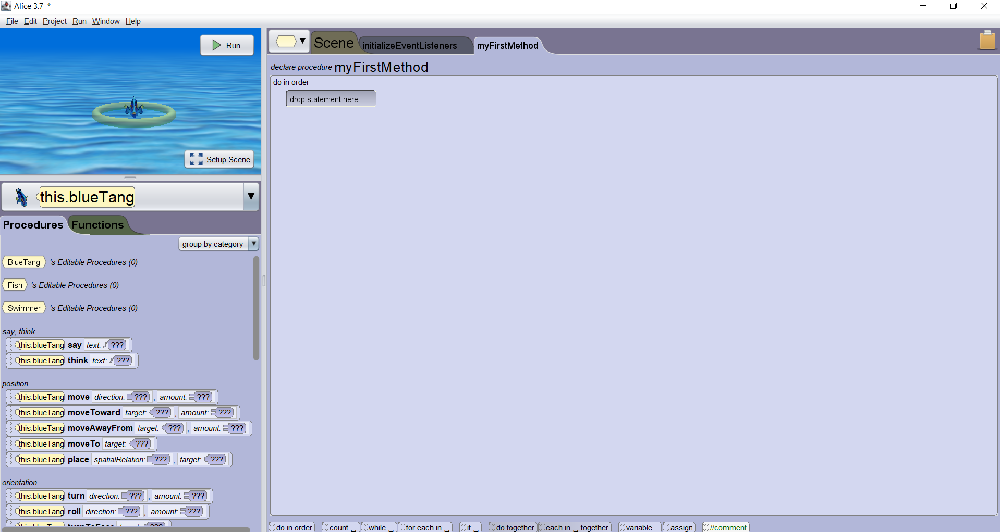 Alice 3.7 *
File Edit Project Run Window Help
Run...
Setup Scene
this.blueTang
Procedures Functions
group by category
BlueTang 's Editable Procedures (0)
Fish 's Editable Procedures (0)
Swimmer 's Editable Procedures (0)
say, think
this.blueTang say text: ???
this.blueTang think text: ???
position
this.blueTang move direction: ??? , amount: ???
this.blueTang moveToward target: ??? , amount: ???
this.blueTang moveAwayFrom target: ??? , amount: ???
this.blueTang moveTo target: ???
this.blueTang place spatialRelation: ??? , target: ???
orientation
this.blueTang turn direction: ??? , amount: ???
this.blueTang roll direction: ??? , amount: ???
Scene initializeEventListeners myFirstMethod
declare procedure myFirstMethod
do in order
drop statement here
do in order count _ while _ for each in _ if _ do together each in _ together variable... assign //comment